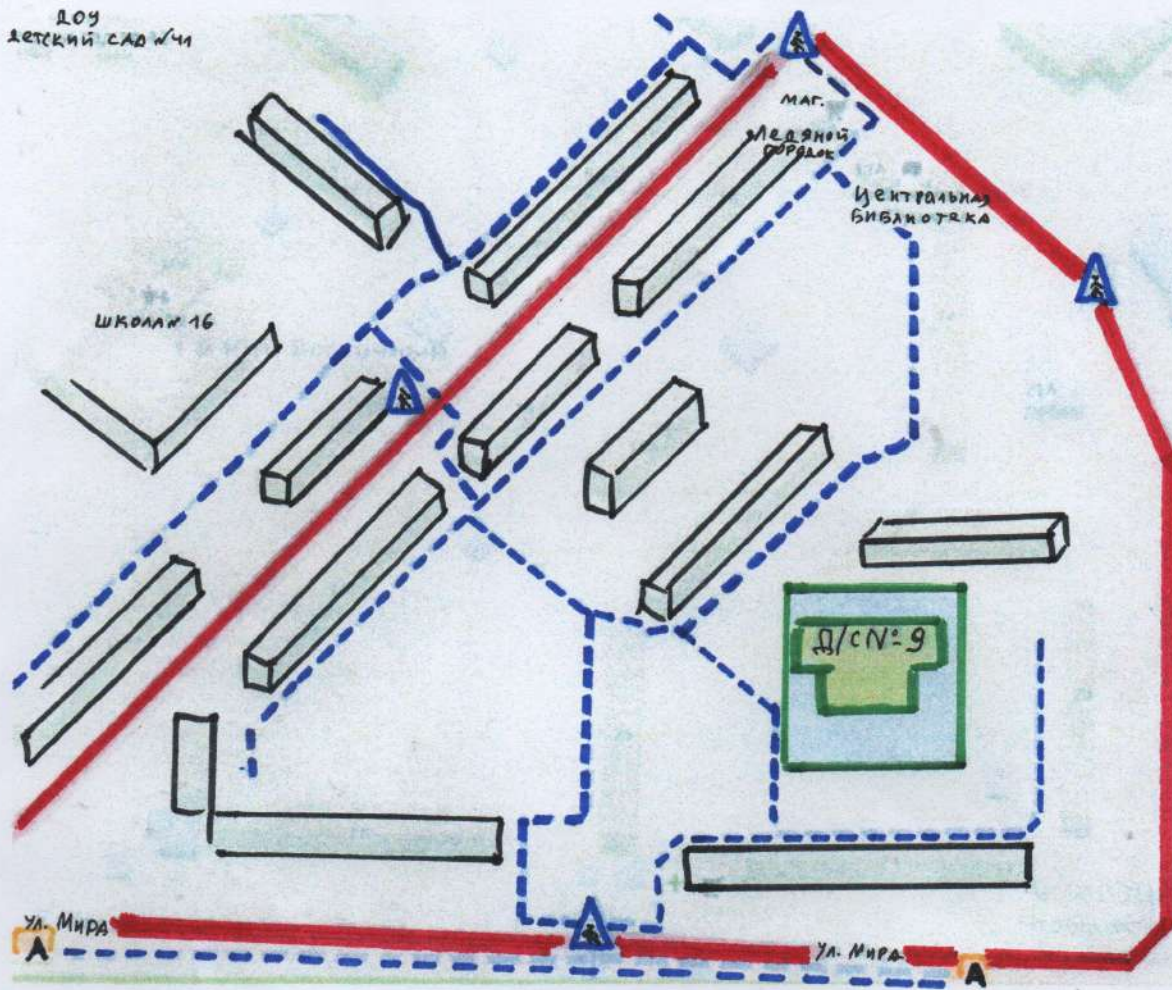 ДОУ
ДЕТСКИЙ САД №41
МАГ.
ЛЕДЯНОЙ
ГОРОДОК
ЦЕНТРАЛЬНАЯ
БИБЛИОТЕКА
ШКОЛА № 16
Д/С № 9
УЛ. МИРА
А
УЛ. МИРА
А